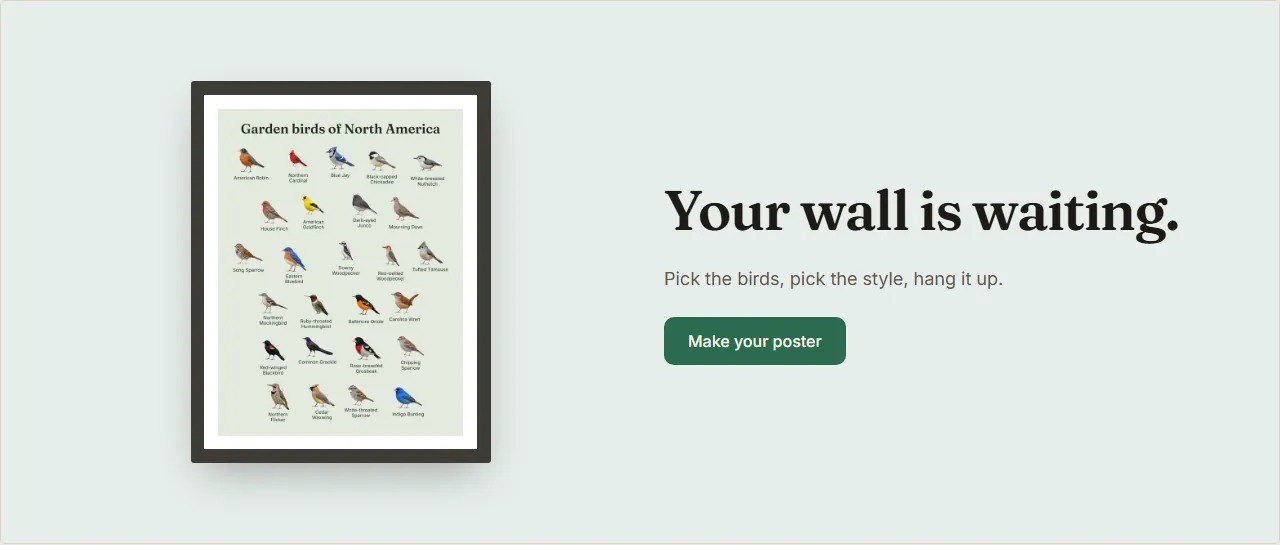 Garden birds of North America
American Robin
Northern
Cardinal
Blue Jay
Black-capped
Chickadee
White-breasted
Nuthatch
House Finch
American
Goldfinch
Dark-eyed
Junco
Mourning Dove
Song Sparrow
Eastern
Bluebird
Downy
Woodpecker
Red-bellied
Woodpecker
Tufted Titmouse
Northern
Mockingbird
Ruby-throated
Hummingbird
Baltimore Oriole
Carolina Wren
Red-winged
Blackbird
Common Grackle
Rose-breasted
Grosbeak
Chipping
Sparrow
Northern
Flicker
Cedar
Waxwing
White-throated
Sparrow
Indigo Bunting
Your wall is waiting.
Pick the birds, pick the style, hang it up.
Make your poster